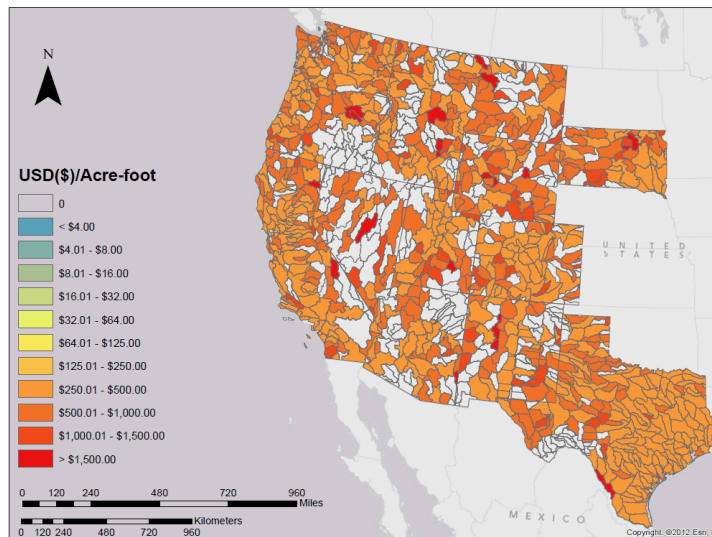 N
USD($)/Acre-foot
0
< $4.00
$4.01 - $8.00
$8.01 - $16.00
$16.01 - $32.00
$32.01 - $64.00
$64.01 - $125.00
$125.01 - $250.00
$250.01 - $500.00
$500.01 - $1,000.00
$1,000.01 - $1,500.00
> $1,500.00
0 120 240 480 720 960
Miles
Kilometers
0 120 240 480 720 960
UNITED
STATES
MEXICO
Copyright: ©2012 Esri,